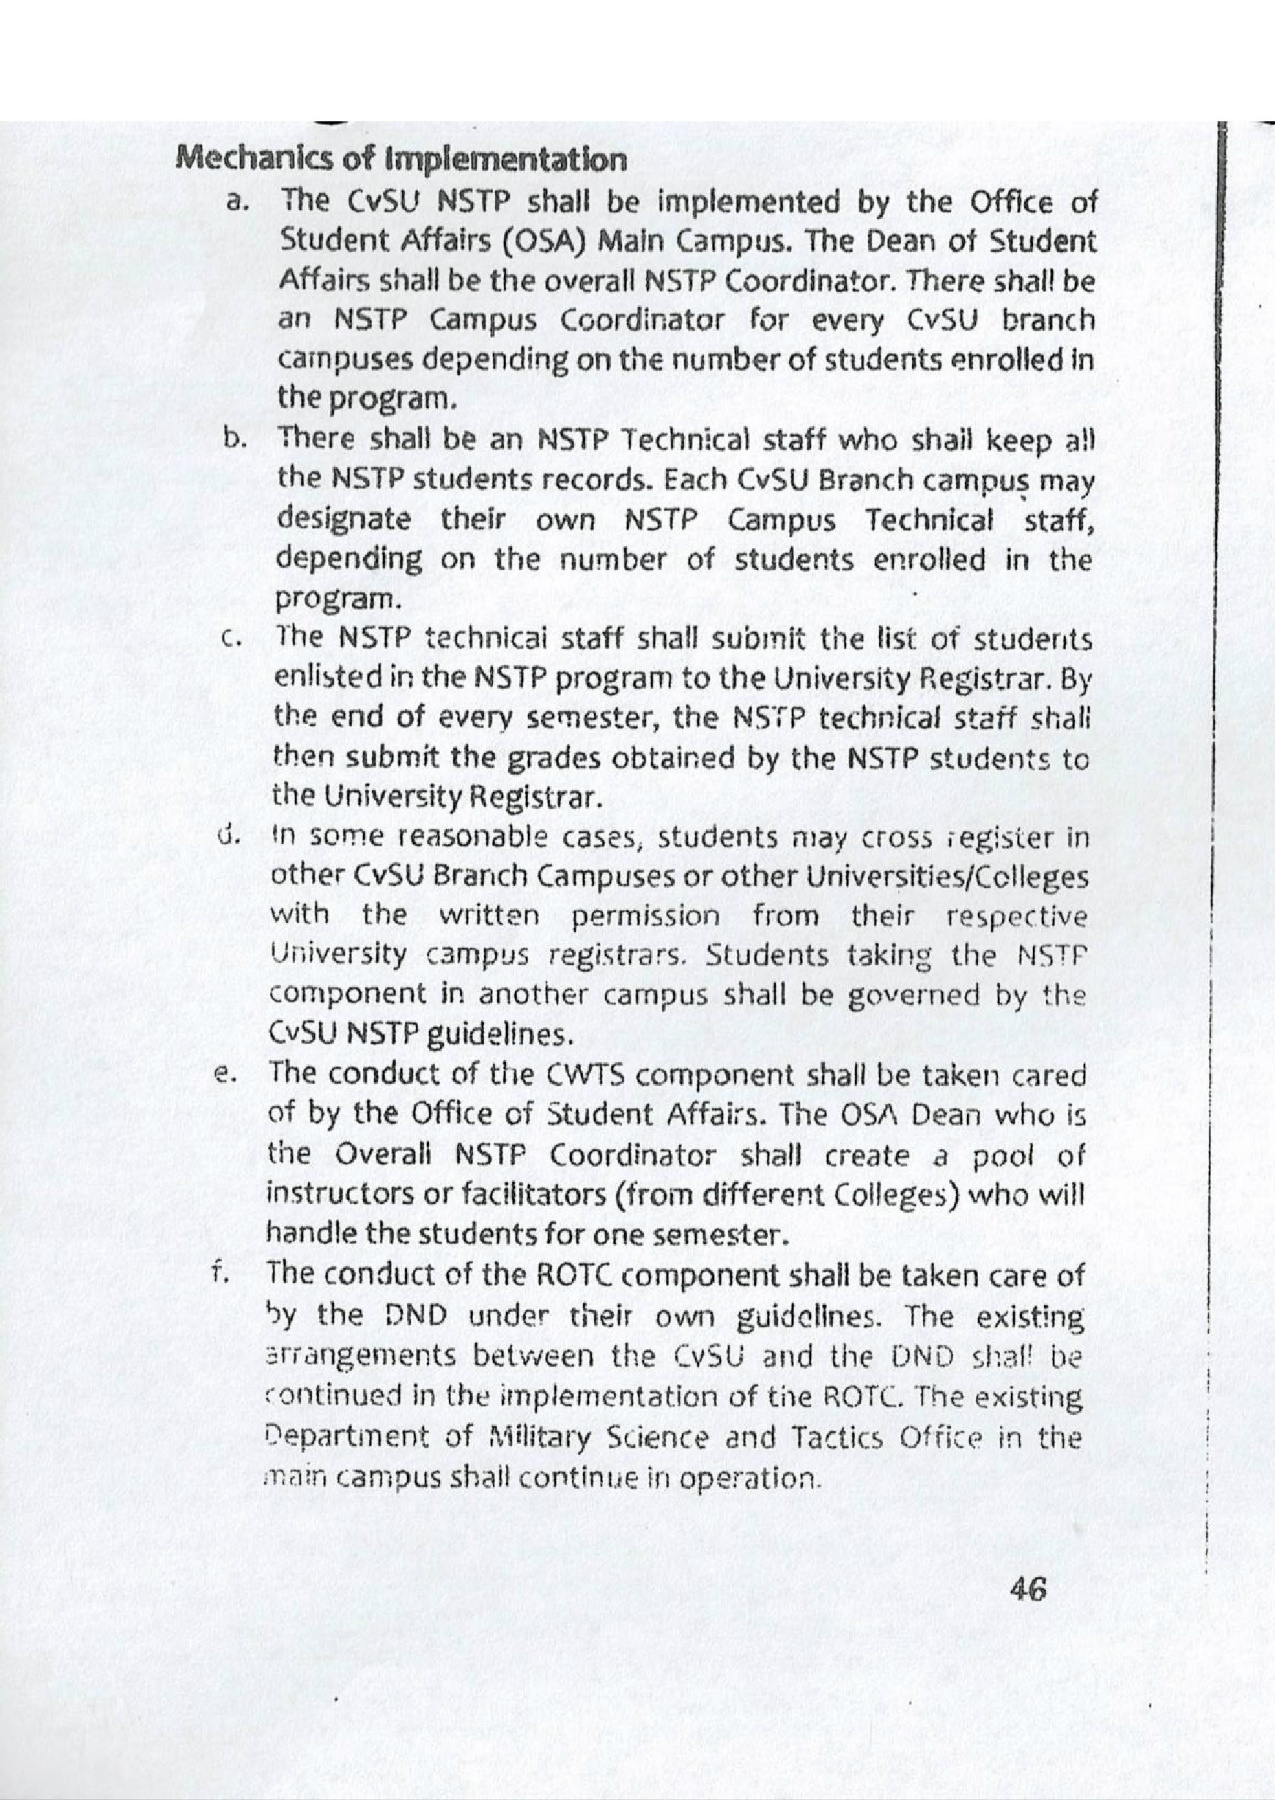 Mechanics of Implementation
a. The CvSU NSTP shall be implemented by the Office of
Student Affairs (OSA) Main Campus. The Dean of Student
Affairs shall be the overall NSTP Coordinator. There shall be
an NSTP Campus Coordinator for every CvSU branch
campuses depending on the number of students enrolled in
the program.
b. There shall be an NSTP Technical staff who shall keep all
the NSTP students records. Each CvSU Branch campus may
designate their own NSTP Campus Technical staff,
depending on the number of students enrolled in the
program.
c. The NSTP technical staff shall submit the list of students
enlisted in the NSTP program to the University Registrar. By
the end of every semester, the NSTP technical staff shall
then submit the grades obtained by the NSTP students to
the University Registrar.
d. In some reasonable cases, students may cross register in
other CvSU Branch Campuses or other Universities/Colleges
with the written permission from their respective
University campus registrars. Students taking the NSTP
component in another campus shall be governed by the
CvSU NSTP guidelines.
e. The conduct of the CWTS component shall be taken cared
of by the Office of Student Affairs. The OSA Dean who is
the Overall NSTP Coordinator shall create a pool of
instructors or facilitators (from different Colleges) who will
handle the students for one semester.
f. The conduct of the ROTC component shall be taken care of
by the DND under their own guidelines. The existing
arrangements between the CvSU and the DND shall be
continued in the implementation of the ROTC. The existing
Department of Military Science and Tactics Office in the
main campus shall continue in operation.
46